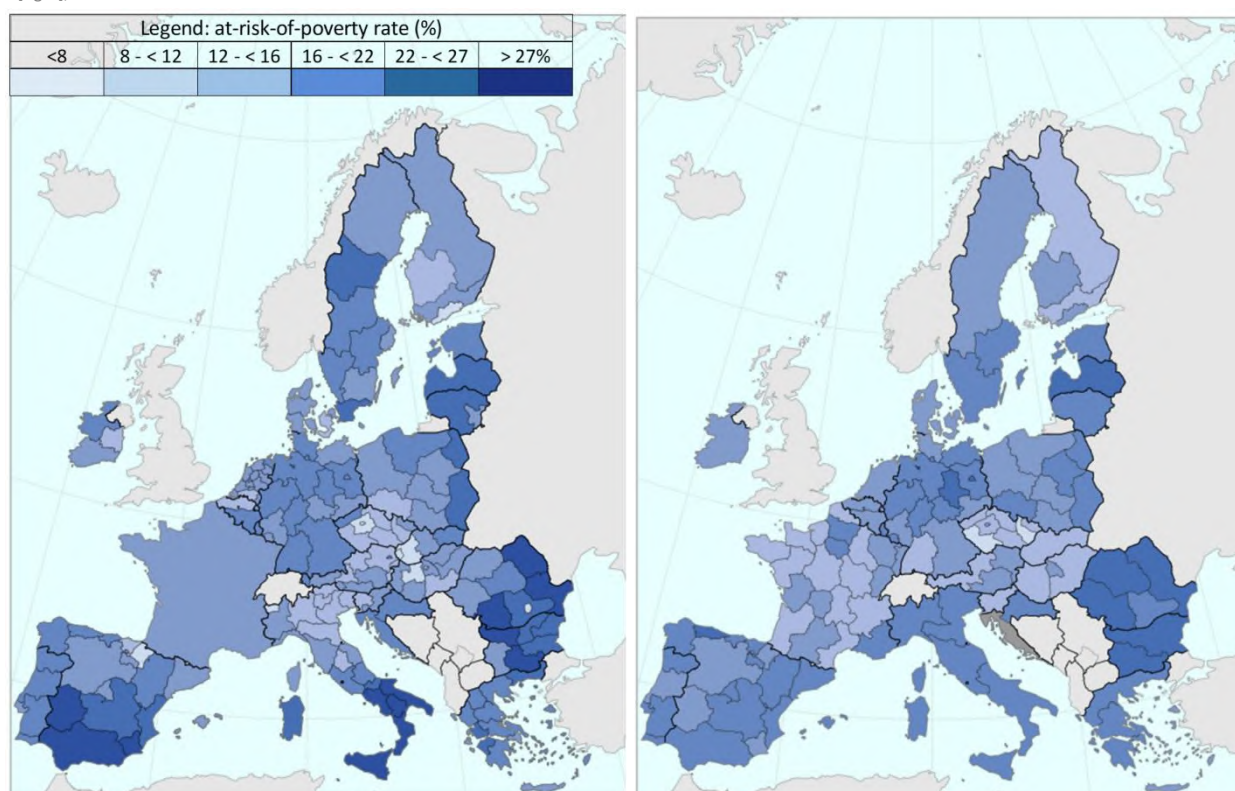 Legend: at-risk-of-poverty rate (%)
<8 8 - < 12 12 - < 16 16 - < 22 22 - < 27 > 27%